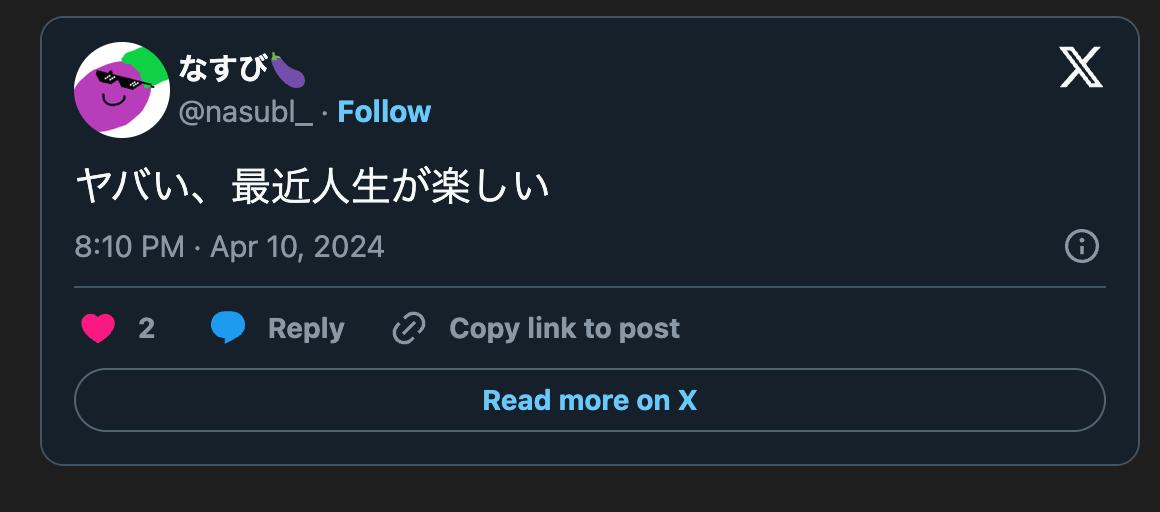 なすび🍆
@nasubl_ · Follow
ヤバい、最近人生が楽しい
8:10 PM · Apr 10, 2024
2 Reply Copy link to post
Read more on X